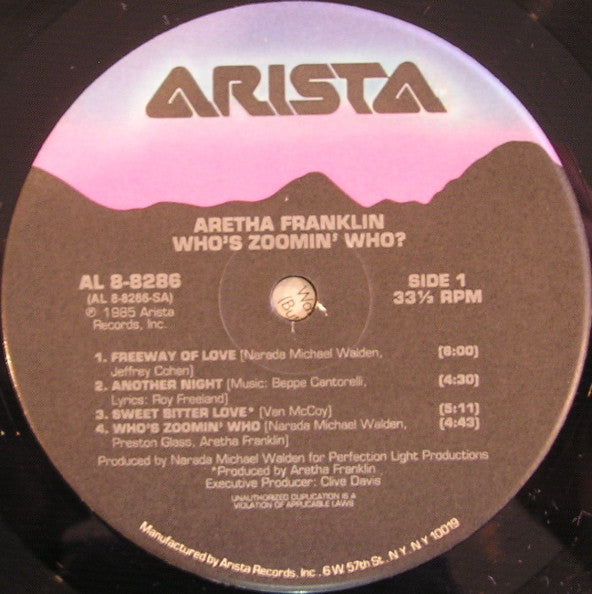 ARISTA
ARETHA FRANKLIN
WHO'S ZOOMIN' WHO?
AL 8-8286
(AL 8-8286-SA)
℗ 1985 Arista
Records, Inc.
SIDE 1
33⅓ RPM
1. FREEWAY OF LOVE [Narada Michael Walden, [6:00]
Jeffrey Cohen]
2. ANOTHER NIGHT (Music: Beppe Cantorelli, [4:30]
Lyrics: Roy Freeland)
3. SWEET BITTER LOVE* [Van McCoy] [5:11]
4. WHO'S ZOOMIN' WHO [Narada Michael Walden, [4:43]
Preston Glass, Aretha Franklin]
Produced by Narada Michael Walden for Perfection Light Productions
*Produced by Aretha Franklin
Executive Producer: Clive Davis
UNAUTHORIZED DUPLICATION IS A
VIOLATION OF APPLICABLE LAWS
Manufactured by Arista Records, Inc., 6 W. 57th St., N.Y., N.Y. 10019